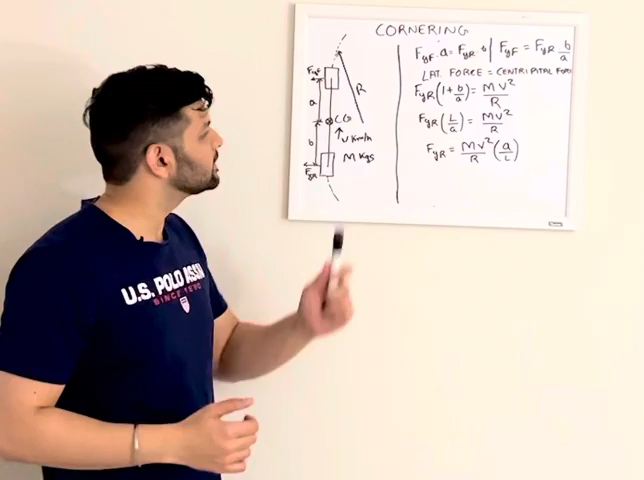 CORNERING
FyF
a
R
CG
b
V Km/h
M Kgs
FyR
FyF·a = FyR·b | FyF = FyR b/a
LAT. FORCE = CENTRIPITAL FORCE
FyR(1+b/a) = MV²/R
FyR(L/a) = MV²/R
FyR = MV²/R (a/L)
U.S. POLO ASSN
SINCE 1890